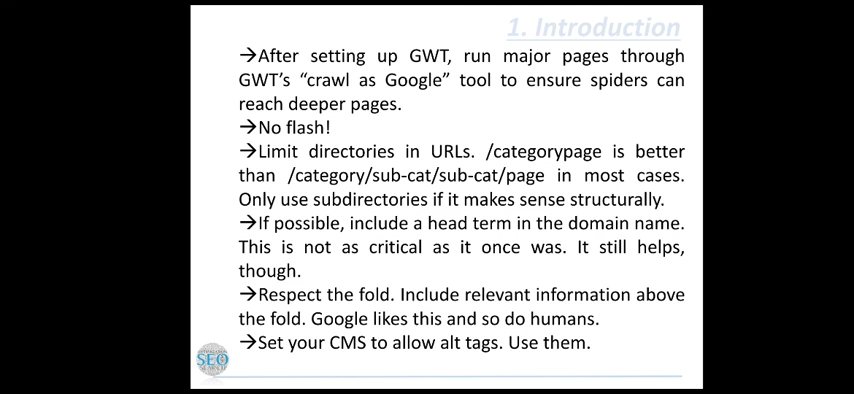 1. Introduction
→After setting up GWT, run major pages through
GWT's “crawl as Google” tool to ensure spiders can
reach deeper pages.
→No flash!
→Limit directories in URLs. /categorypage is better
than /category/sub-cat/sub-cat/page in most cases.
Only use subdirectories if it makes sense structurally.
→If possible, include a head term in the domain name.
This is not as critical as it once was. It still helps,
though.
→Respect the fold. Include relevant information above
the fold. Google likes this and so do humans.
→Set your CMS to allow alt tags. Use them.
SEO